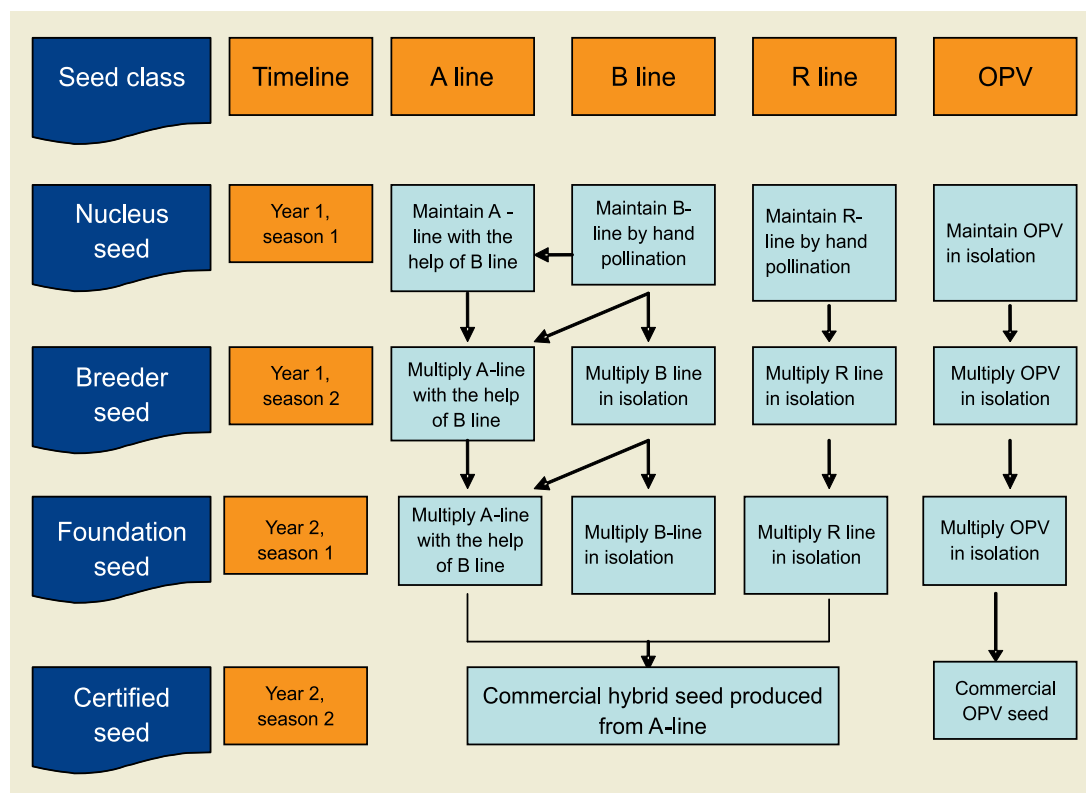 Seed class
Timeline
A line
B line
R line
OPV
Nucleus
seed
Year 1,
season 1
Maintain A -
line with the
help of B line
Maintain B-
line by hand
pollination
Maintain R-
line by hand
pollination
Maintain OPV
in isolation
Breeder
seed
Year 1,
season 2
Multiply A-line
with the help
of B line
Multiply B line
in isolation
Multiply R line
in isolation
Multiply OPV
in isolation
Foundation
seed
Year 2,
season 1
Multiply A-line
with the help
of B line
Multiply B-line
in isolation
Multiply R line
in isolation
Multiply OPV
in isolation
Certified
seed
Year 2,
season 2
Commercial hybrid seed produced
from A-line
Commercial
OPV seed